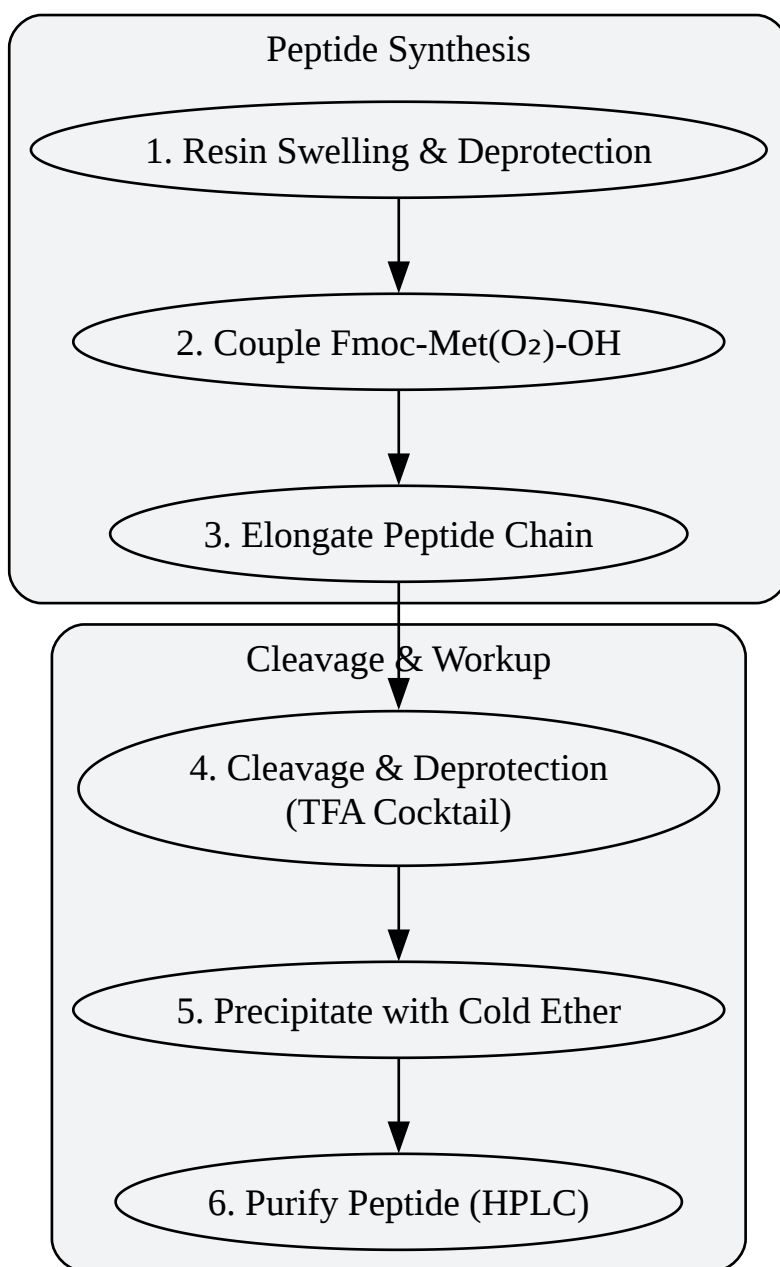 Peptide Synthesis
1. Resin Swelling & Deprotection
2. Couple Fmoc-Met(O₂)-OH
3. Elongate Peptide Chain
Cleavage & Workup
4. Cleavage & Deprotection
(TFA Cocktail)
5. Precipitate with Cold Ether
6. Purify Peptide (HPLC)